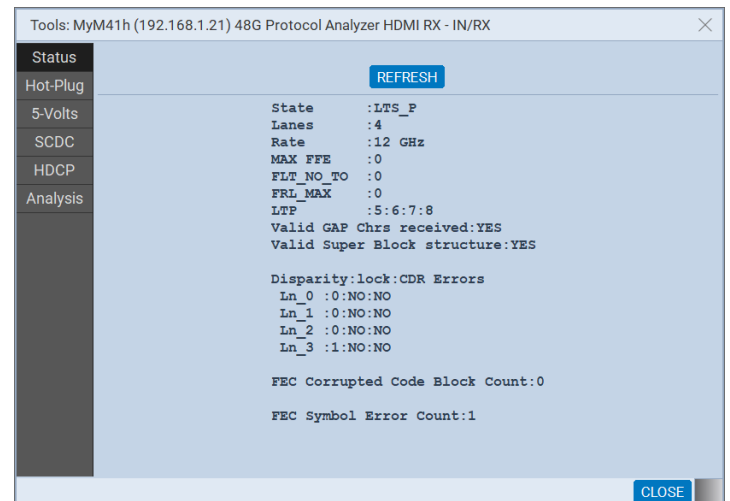 Tools: MyM41h (192.168.1.21) 48G Protocol Analyzer HDMI RX - IN/RX
Status
Hot-Plug
5-Volts
SCDC
HDCP
Analysis
REFRESH
State :LTS_P
Lanes :4
Rate :12 GHz
MAX FFE :0
FLT_NO_TO :0
FRL_MAX :0
LTP :5:6:7:8
Valid GAP Chrs received:YES
Valid Super Block structure:YES
Disparity:lock:CDR Errors
Ln_0 :0:NO:NO
Ln_1 :0:NO:NO
Ln_2 :0:NO:NO
Ln_3 :1:NO:NO
FEC Corrupted Code Block Count:0
FEC Symbol Error Count:1
CLOSE